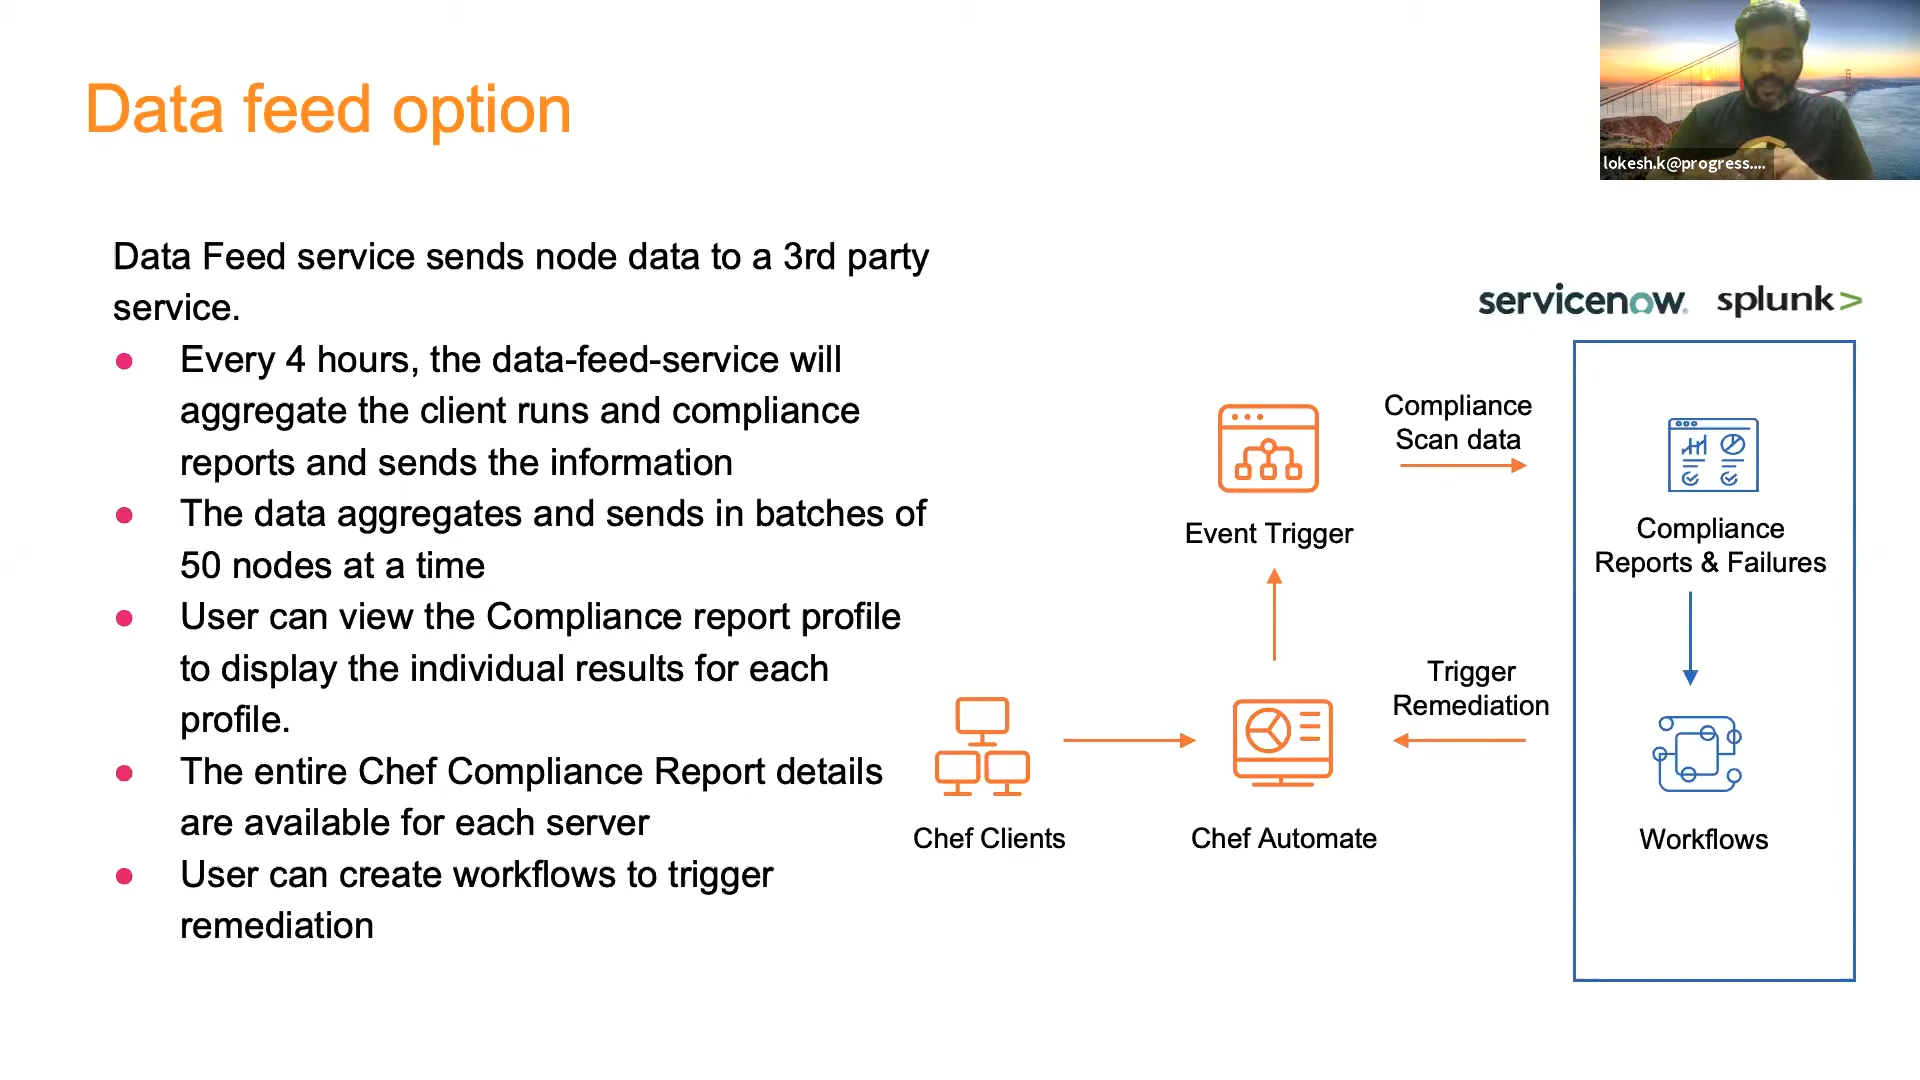 Data feed option
lokesh.k@progress....
Data Feed service sends node data to a 3rd party
service.
● Every 4 hours, the data-feed-service will
aggregate the client runs and compliance
reports and sends the information
● The data aggregates and sends in batches of
50 nodes at a time
● User can view the Compliance report profile
to display the individual results for each
profile.
● The entire Chef Compliance Report details
are available for each server
● User can create workflows to trigger
remediation
servicenow®
splunk>
Compliance
Scan data
Event Trigger
Compliance
Reports & Failures
Trigger
Remediation
Chef Clients
Chef Automate
Workflows